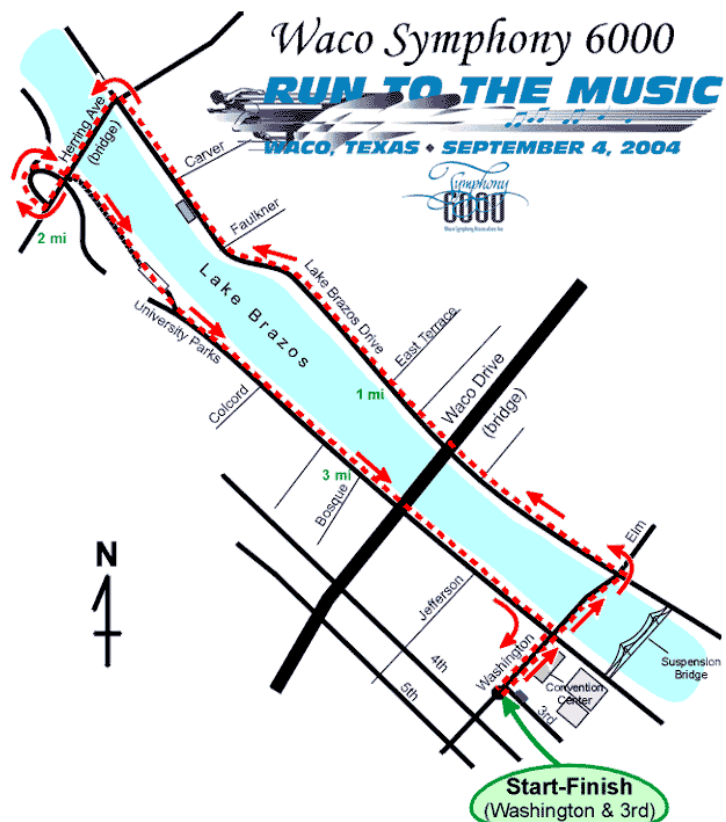 Waco Symphony 6000
RUN TO THE MUSIC
WACO, TEXAS • SEPTEMBER 4, 2004
Symphony
6000
Herring Ave
(bridge)
Carver
Faulkner
2 mi
Lake Brazos
Lake Brazos Drive
University Parks
East Terrace
Colcord
1 mi
Waco Drive
(bridge)
3 mi
Bosque
Elm
N
Jefferson
4th
5th
Washington
Convention
Center
3rd
Suspension
Bridge
Start-Finish
(Washington & 3rd)